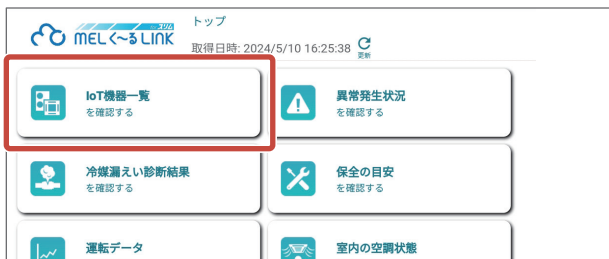 トップ
MELく〜るLINK
取得日時: 2024/5/10 16:25:38
更新
IoT機器一覧
を確認する
異常発生状況
を確認する
冷媒漏えい診断結果
を確認する
保全の目安
を確認する
運転データ
室内の空調状態